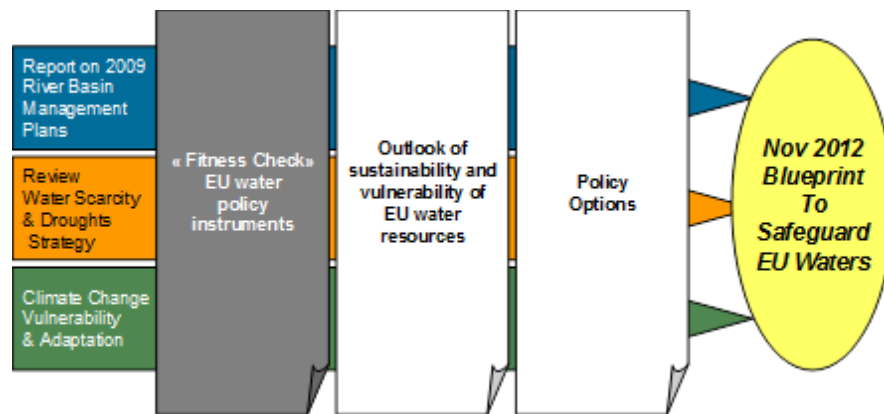 Report on 2009
River Basin
Management
Plans
Review
Water Scarcity
& Droughts
Strategy
Climate Change
Vulnerability
& Adaptation
« Fitness Check»
EU water
policy
instruments
Outlook of
sustainability and
vulnerability of
EU water
resources
Policy
Options
Nov 2012
Blueprint
To
Safeguard
EU Waters